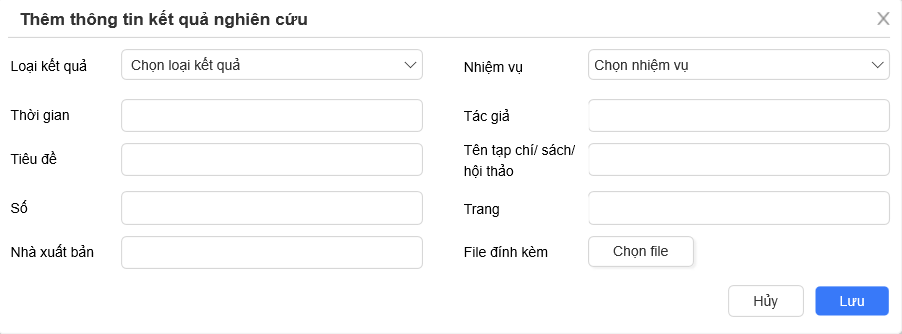 Thêm thông tin kết quả nghiên cứu
Loại kết quả
Chọn loại kết quả
Nhiệm vụ
Chọn nhiệm vụ
Thời gian
Tác giả
Tiêu đề
Tên tạp chí/ sách/
hội thảo
Số
Trang
Nhà xuất bản
File đính kèm
Chọn file
Hủy
Lưu